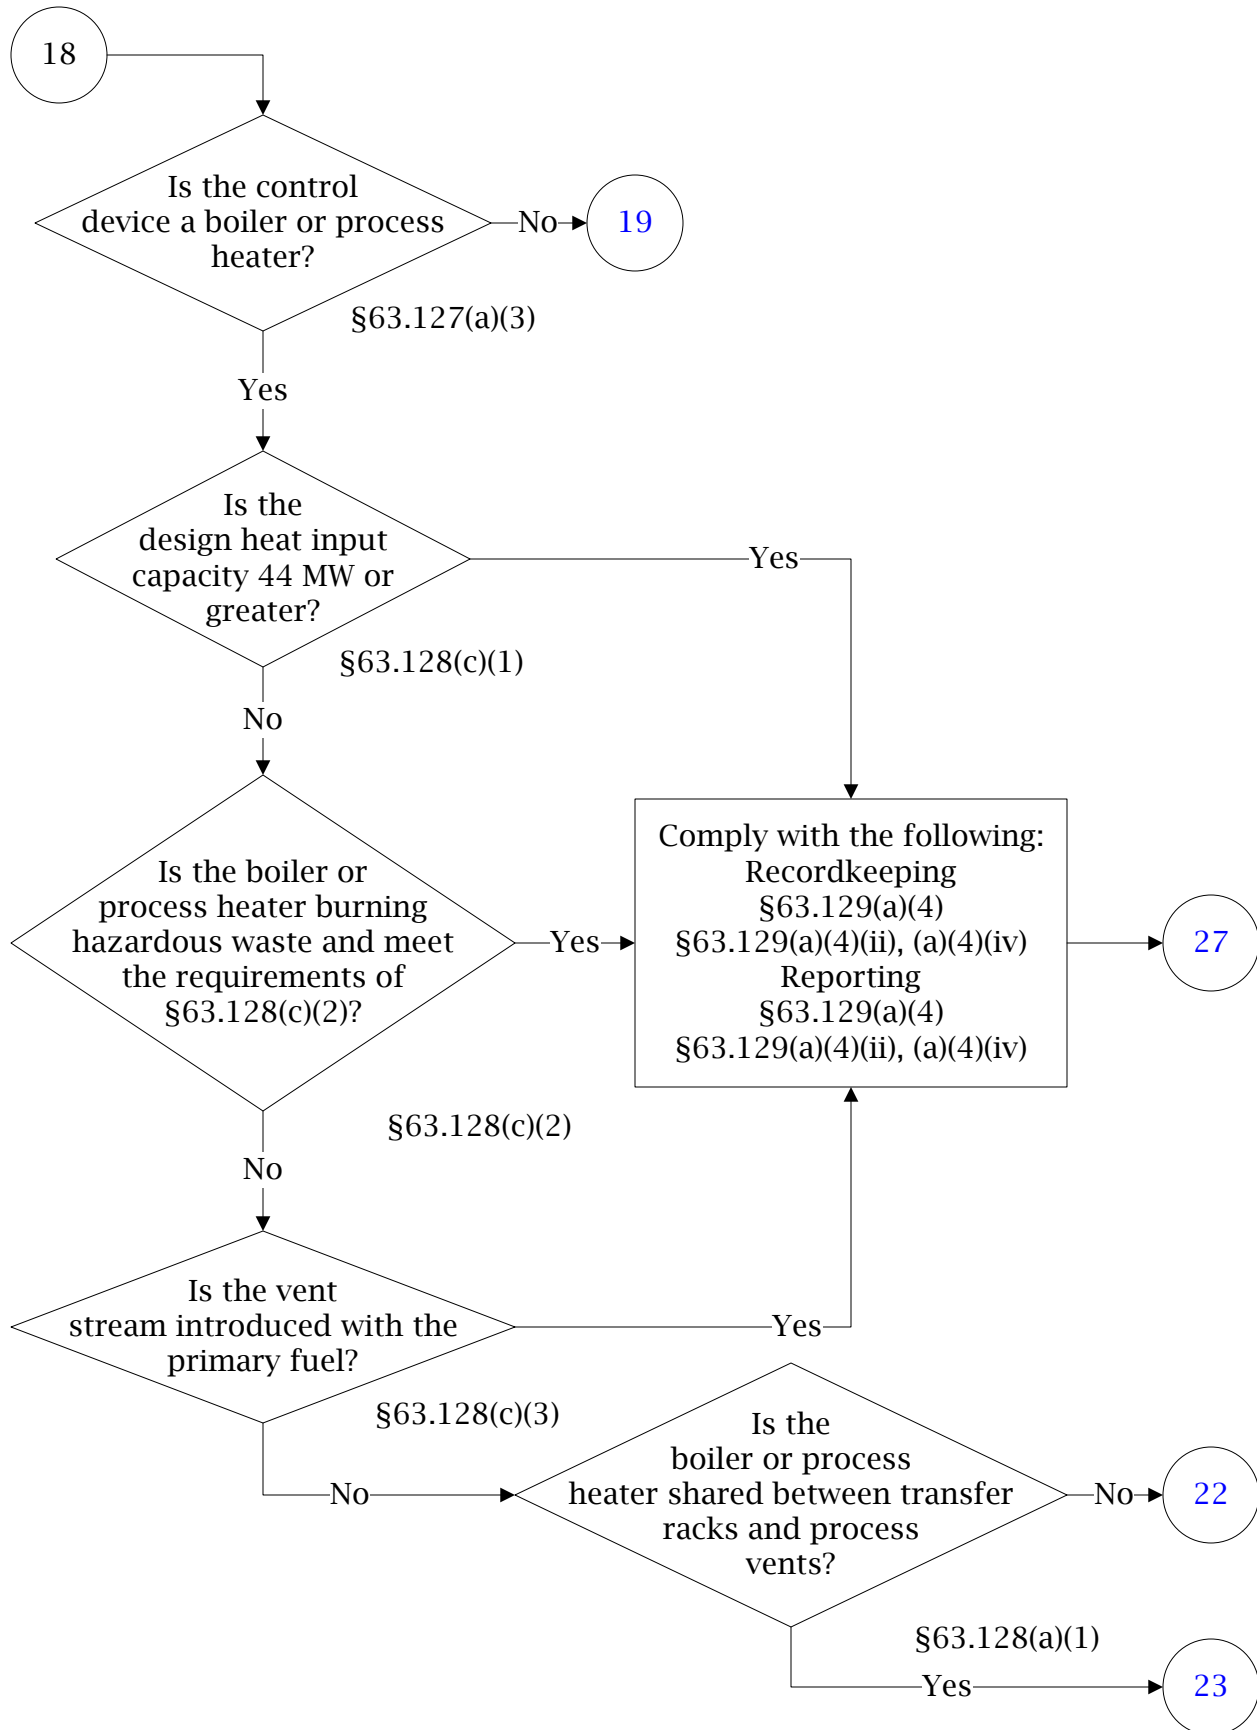 18
Is the control
device a boiler or process
heater?
No
19
§63.127(a)(3)
Yes
Is the
design heat input
capacity 44 MW or
greater?
Yes
§63.128(c)(1)
No
Is the boiler or
process heater burning
hazardous waste and meet
the requirements of
§63.128(c)(2)?
Yes
Comply with the following:
Recordkeeping
§63.129(a)(4)
§63.129(a)(4)(ii), (a)(4)(iv)
Reporting
§63.129(a)(4)
§63.129(a)(4)(ii), (a)(4)(iv)
27
§63.128(c)(2)
No
Is the vent
stream introduced with the
primary fuel?
Yes
§63.128(c)(3)
No
Is the
boiler or process
heater shared between transfer
racks and process
vents?
No
22
§63.128(a)(1)
Yes
23